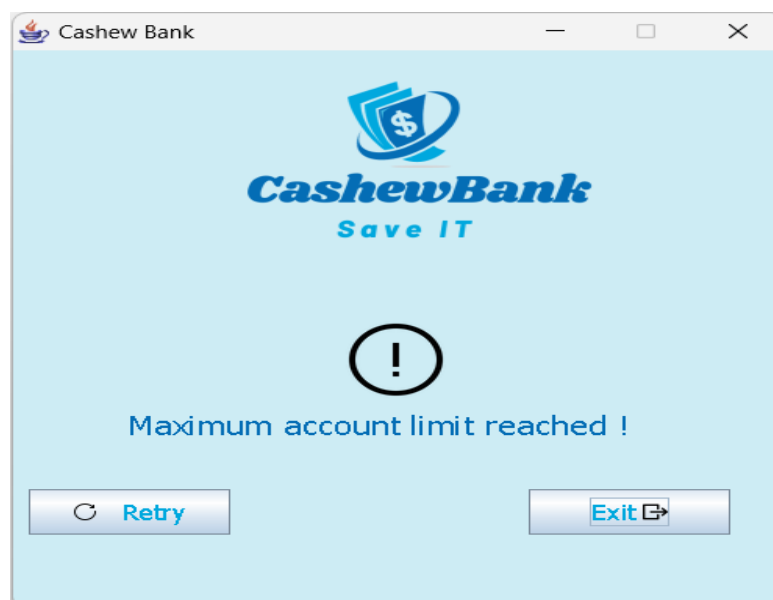 Cashew Bank
$
CashewBank
Save IT
!
Maximum account limit reached !
Retry
Exit